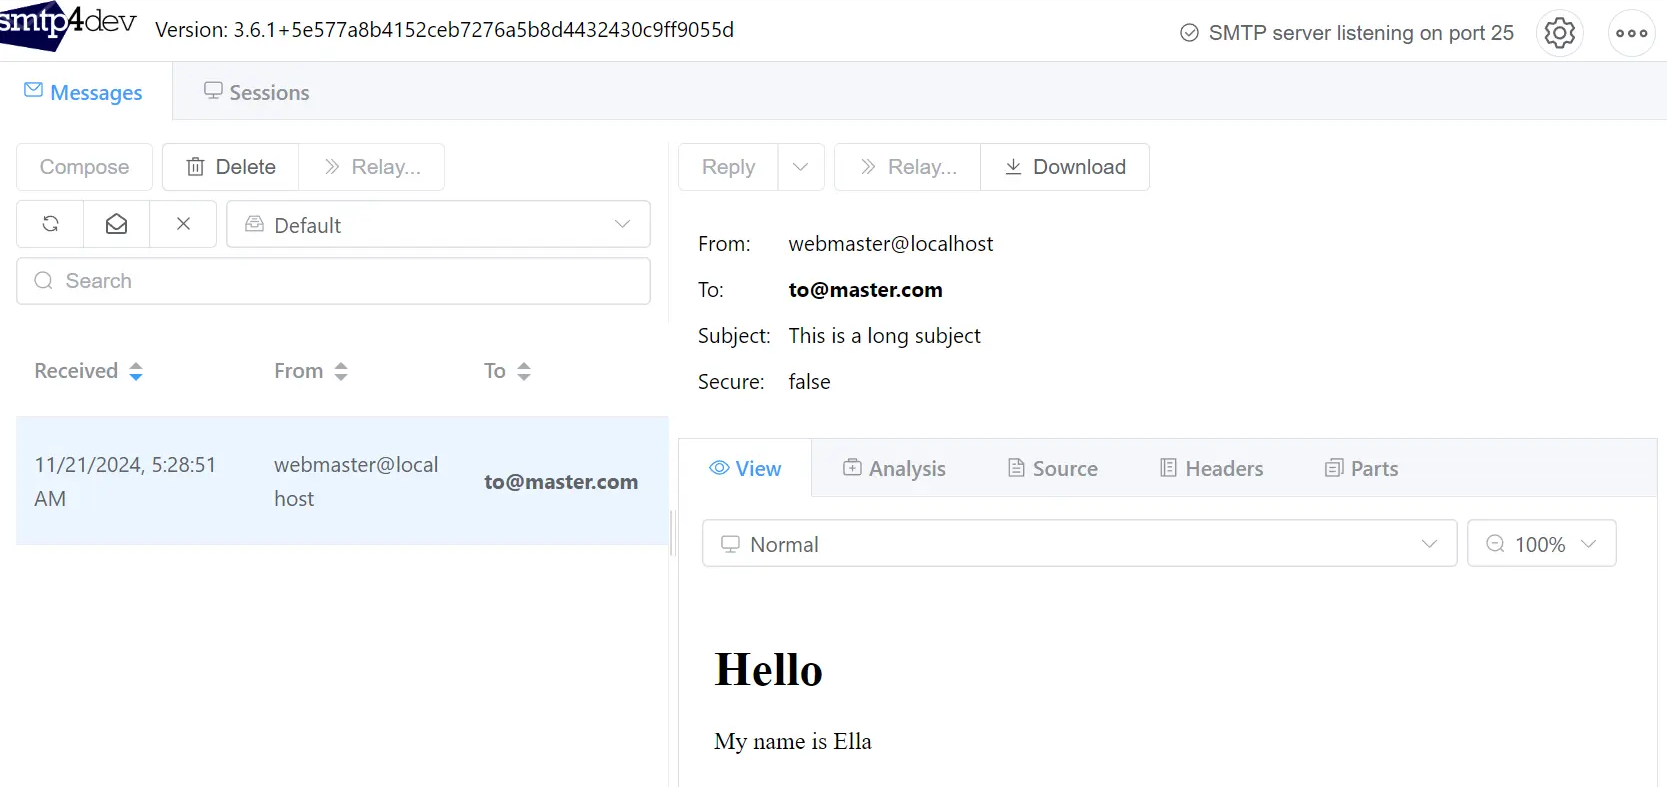 smtp4dev Version: 3.6.1+5e577a8b4152ceb7276a5b8d4432430c9ff9055d SMTP server listening on port 25
Messages Sessions
Compose Delete Relay...
Default
Search
Received From To
11/21/2024, 5:28:51
AM
webmaster@local
host
to@master.com
Reply Relay... Download
From: webmaster@localhost
To: to@master.com
Subject: This is a long subject
Secure: false
View Analysis Source Headers Parts
Normal 100%
Hello
My name is Ella